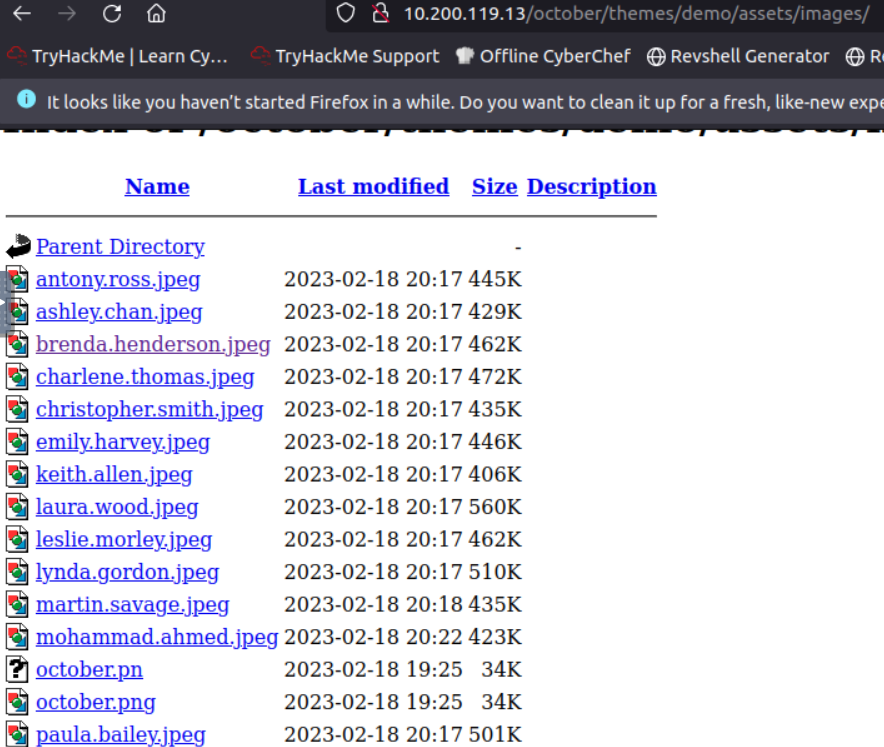 10.200.119.13/october/themes/demo/assets/images/
TryHackMe | Learn Cy... TryHackMe Support Offline CyberChef Revshell Generator
It looks like you haven't started Firefox in a while. Do you want to clean it up for a fresh, like-new
Name Last modified Size Description
Parent Directory -
antony.ross.jpeg 2023-02-18 20:17 445K
ashley.chan.jpeg 2023-02-18 20:17 429K
brenda.henderson.jpeg 2023-02-18 20:17 462K
charlene.thomas.jpeg 2023-02-18 20:17 472K
christopher.smith.jpeg 2023-02-18 20:17 435K
emily.harvey.jpeg 2023-02-18 20:17 446K
keith.allen.jpeg 2023-02-18 20:17 406K
laura.wood.jpeg 2023-02-18 20:17 560K
leslie.morley.jpeg 2023-02-18 20:17 462K
lynda.gordon.jpeg 2023-02-18 20:17 510K
martin.savage.jpeg 2023-02-18 20:18 435K
mohammad.ahmed.jpeg 2023-02-18 20:22 423K
october.pn 2023-02-18 19:25 34K
october.png 2023-02-18 19:25 34K
paula.bailey.jpeg 2023-02-18 20:17 501K